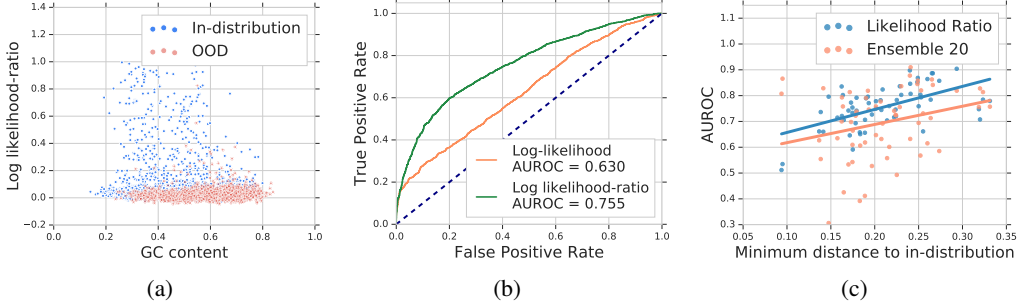 1.4
1.2
1.0
0.8
0.6
0.4
0.2
0.0
−0.2
Log likelihood-ratio
In-distribution
OOD
0.0 0.2 0.4 0.6 0.8 1.0
GC content
(a)
1.0
0.8
0.6
0.4
0.2
0.0
True Positive Rate
Log-likelihood
AUROC = 0.630
Log likelihood-ratio
AUROC = 0.755
0.0 0.2 0.4 0.6 0.8 1.0
False Positive Rate
(b)
1.1
1.0
0.9
0.8
0.7
0.6
0.5
0.4
0.3
AUROC
Likelihood Ratio
Ensemble 20
0.05 0.10 0.15 0.20 0.25 0.30 0.35
Minimum distance to in-distribution
(c)